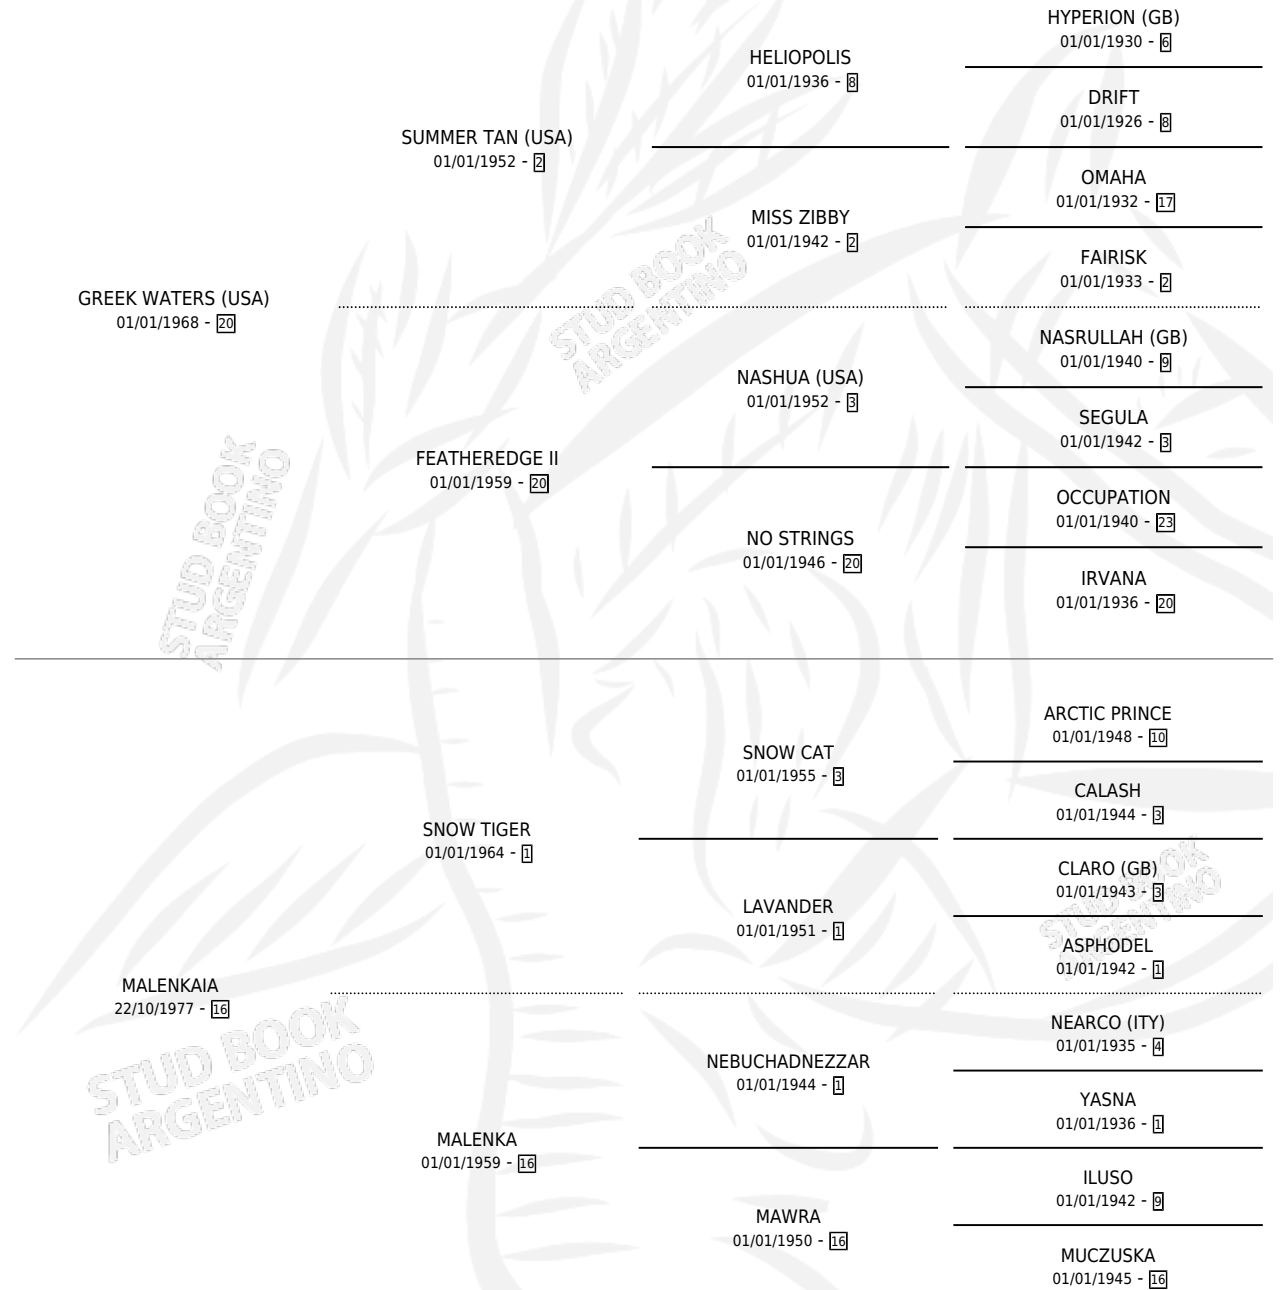 HYPERION (GB)
01/01/1930 - 6
HELIOPOLIS
01/01/1936 - 8
DRIFT
01/01/1926 - 8
SUMMER TAN (USA)
01/01/1952 - 2
OMAHA
01/01/1932 - 17
MISS ZIBBY
01/01/1942 - 2
FAIRISK
01/01/1933 - 2
GREEK WATERS (USA)
01/01/1968 - 20
STUD BOOK
ARGENTINO
NASRULLAH (GB)
01/01/1940 - 9
NASHUA (USA)
01/01/1952 - 3
SEGULA
01/01/1942 - 3
FEATHEREDGE II
01/01/1959 - 20
OCCUPATION
01/01/1940 - 23
NO STRINGS
01/01/1946 - 20
IRVANA
01/01/1936 - 20
STUD BOOK
ARGENTINO
ARCTIC PRINCE
01/01/1948 - 10
SNOW CAT
01/01/1955 - 3
CALASH
01/01/1944 - 3
SNOW TIGER
01/01/1964 - 1
CLARO (GB)
01/01/1943 - 3
LAVANDER
01/01/1951 - 1
STUD BOOK
ARGENTINO
ASPHODEL
01/01/1942 - 1
MALENKAIA
22/10/1977 - 16
NEARCO (ITY)
01/01/1935 - 4
NEBUCHADNEZZAR
01/01/1944 - 1
YASNA
01/01/1936 - 1
STUD BOOK
ARGENTINO
MALENKA
01/01/1959 - 16
ILUSO
01/01/1942 - 9
MAWRA
01/01/1950 - 16
MUCZUSKA
01/01/1945 - 16